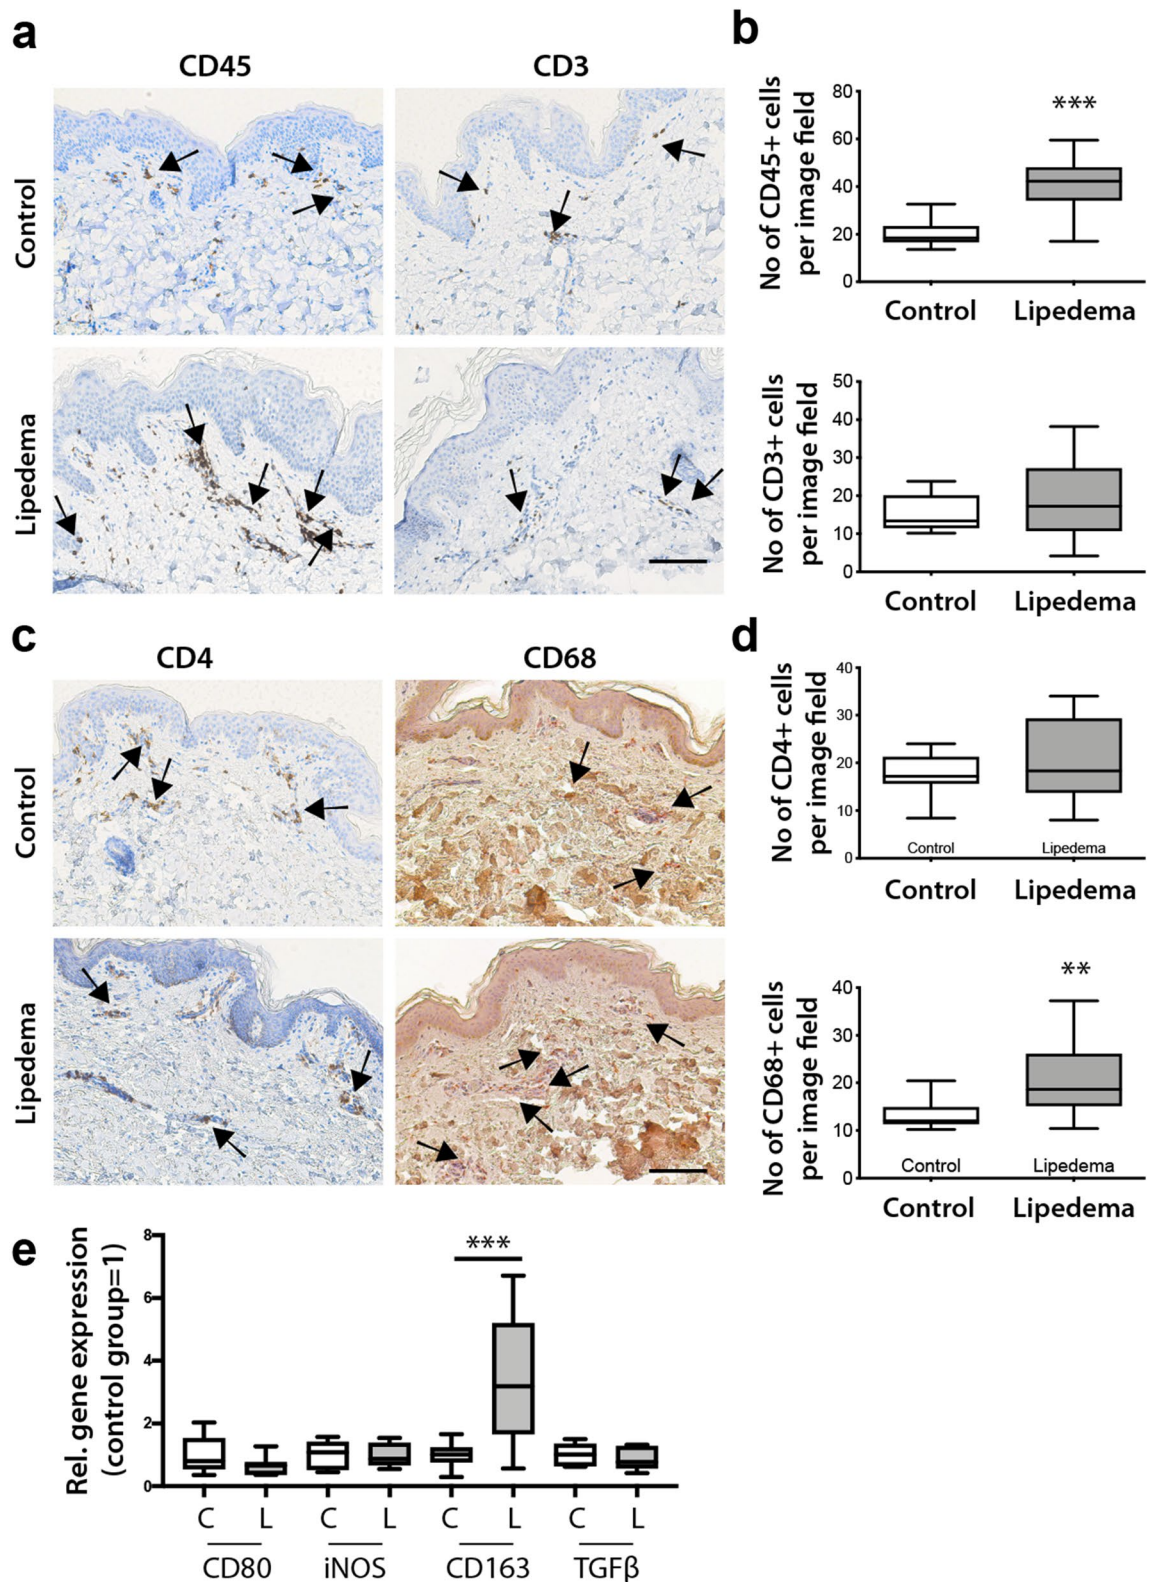 a
CD45
CD3
Control
Lipedema
b
No of CD45+ cells
per image field
80
60
40
20
0
***
Control
Lipedema
No of CD3+ cells
per image field
50
40
30
20
10
0
Control
Lipedema
c
CD4
CD68
Control
Lipedema
d
No of CD4+ cells
per image field
40
30
20
10
0
Control
Lipedema
Control
Lipedema
No of CD68+ cells
per image field
40
30
20
10
0
**
Control
Lipedema
Control
Lipedema
e
Rel. gene expression
(control group=1)
8
6
4
2
0
***
C L C L C L C L
CD80 iNOS CD163 TGFβ